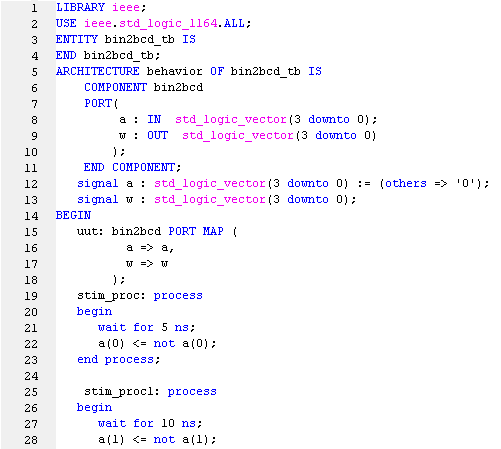 1 LIBRARY ieee;
2 USE ieee.std_logic_1164.ALL;
3 ENTITY bin2bcd_tb IS
4 END bin2bcd_tb;
5 ARCHITECTURE behavior OF bin2bcd_tb IS
6 COMPONENT bin2bcd
7 PORT(
8 a : IN std_logic_vector(3 downto 0);
9 w : OUT std_logic_vector(3 downto 0)
10 );
11 END COMPONENT;
12 signal a : std_logic_vector(3 downto 0) := (others => '0');
13 signal w : std_logic_vector(3 downto 0);
14 BEGIN
15 uut: bin2bcd PORT MAP (
16 a => a,
17 w => w
18 );
19 stim_proc: process
20 begin
21 wait for 5 ns;
22 a(0) <= not a(0);
23 end process;
24
25 stim_proc1: process
26 begin
27 wait for 10 ns;
28 a(1) <= not a(1);